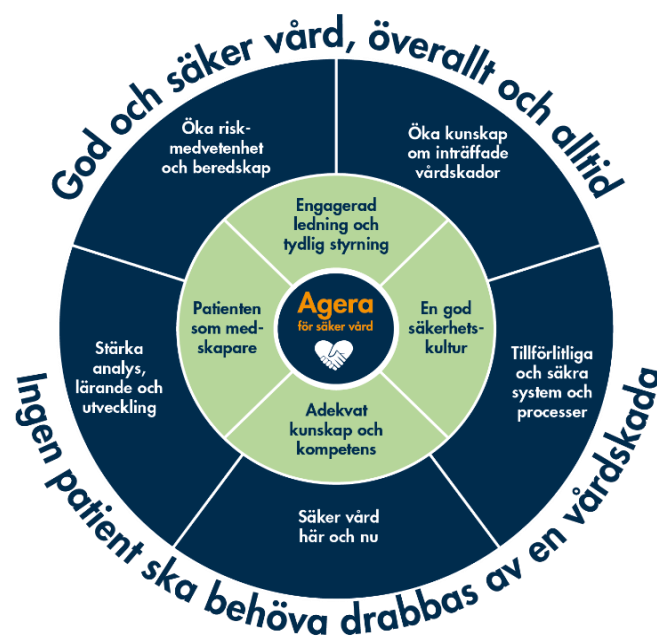 God och säker vård, överallt och alltid
Öka risk-
medvetenhet
och beredskap
Öka kunskap
om inträffade
vårdskador
Engagerad
ledning och
tydlig styrning
Patienten
som med-
skapare
Agera
för säker vård
En god
säkerhets-
kultur
Stärka
analys,
lärande och
utveckling
Tillförlitliga
och säkra
system och
processer
Adekvat
kunskap och
kompetens
Säker vård
här och nu
Ingen patient ska behöva drabbas av en vårdskada